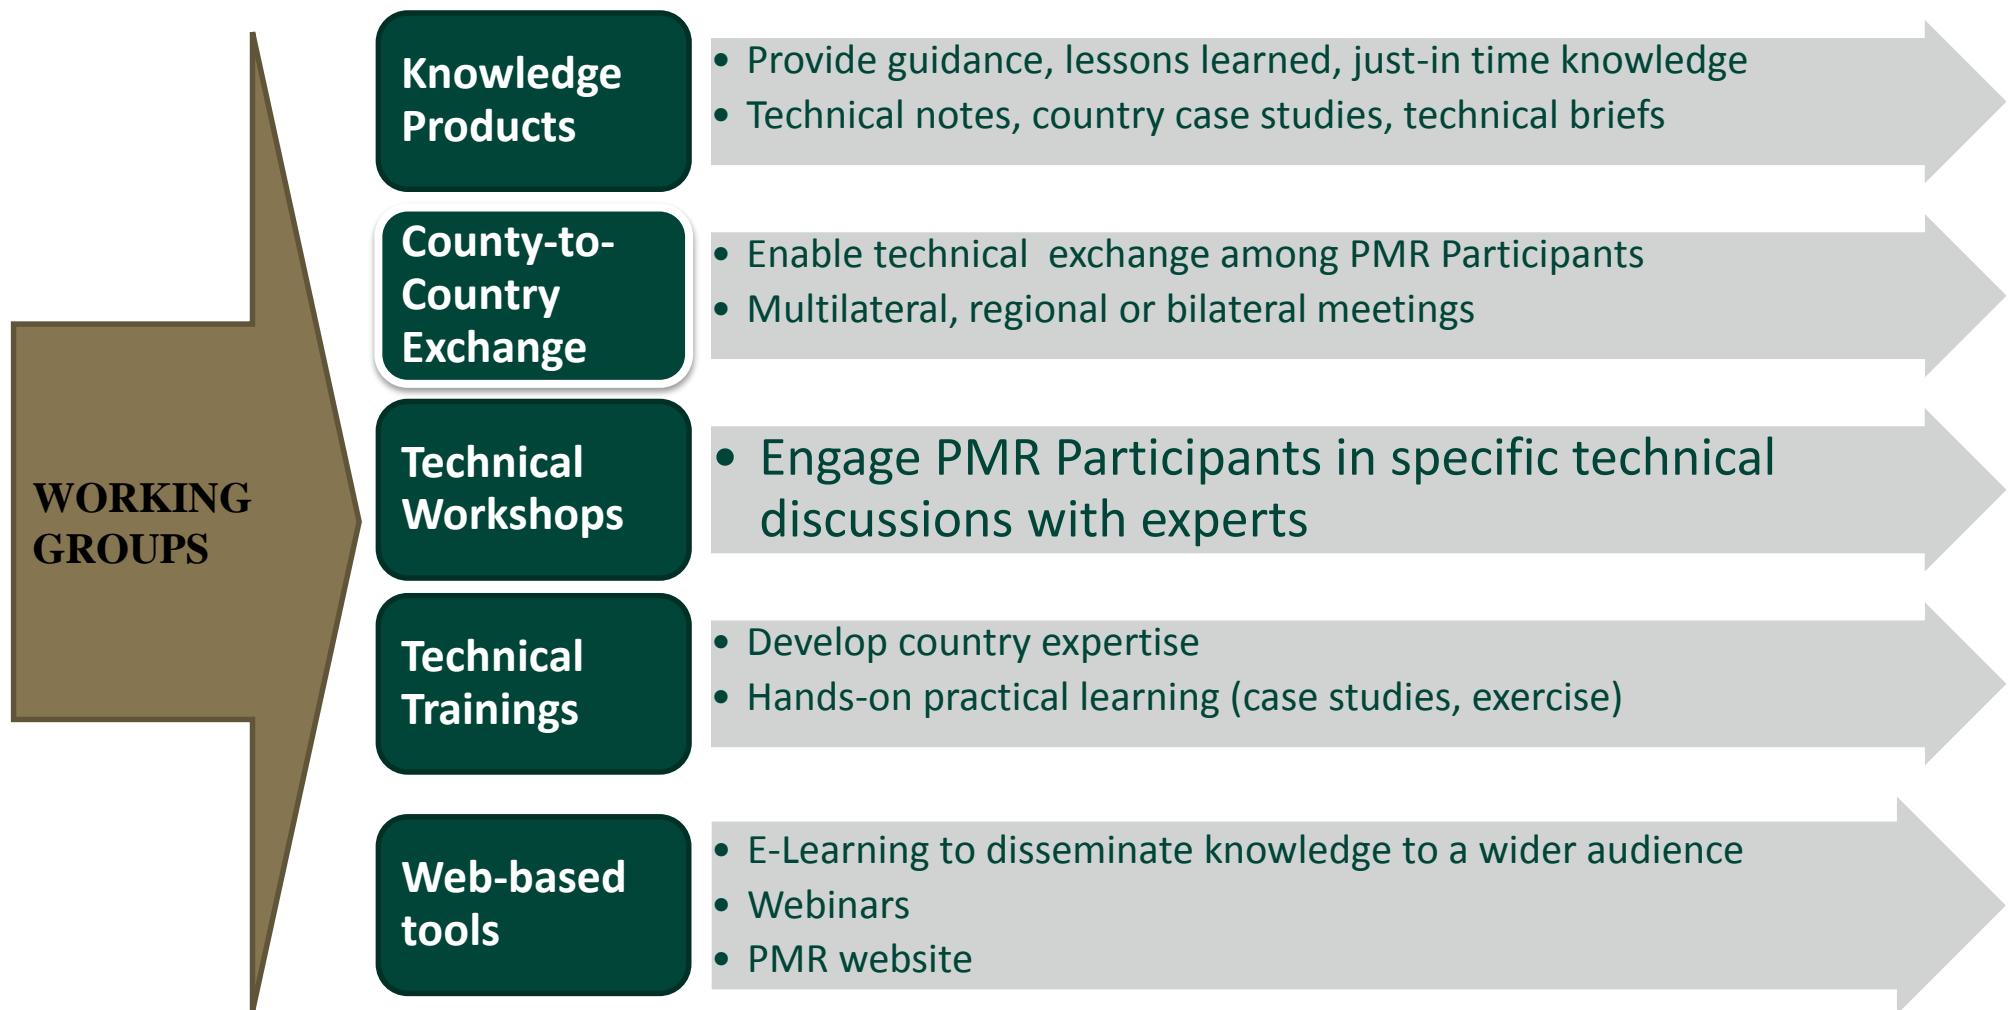 WORKING
GROUPS
Knowledge
Products
• Provide guidance, lessons learned, just-in time knowledge
• Technical notes, country case studies, technical briefs
County-to-
Country
Exchange
• Enable technical exchange among PMR Participants
• Multilateral, regional or bilateral meetings
Technical
Workshops
• Engage PMR Participants in specific technical
discussions with experts
Technical
Trainings
• Develop country expertise
• Hands-on practical learning (case studies, exercise)
Web-based
tools
• E-Learning to disseminate knowledge to a wider audience
• Webinars
• PMR website